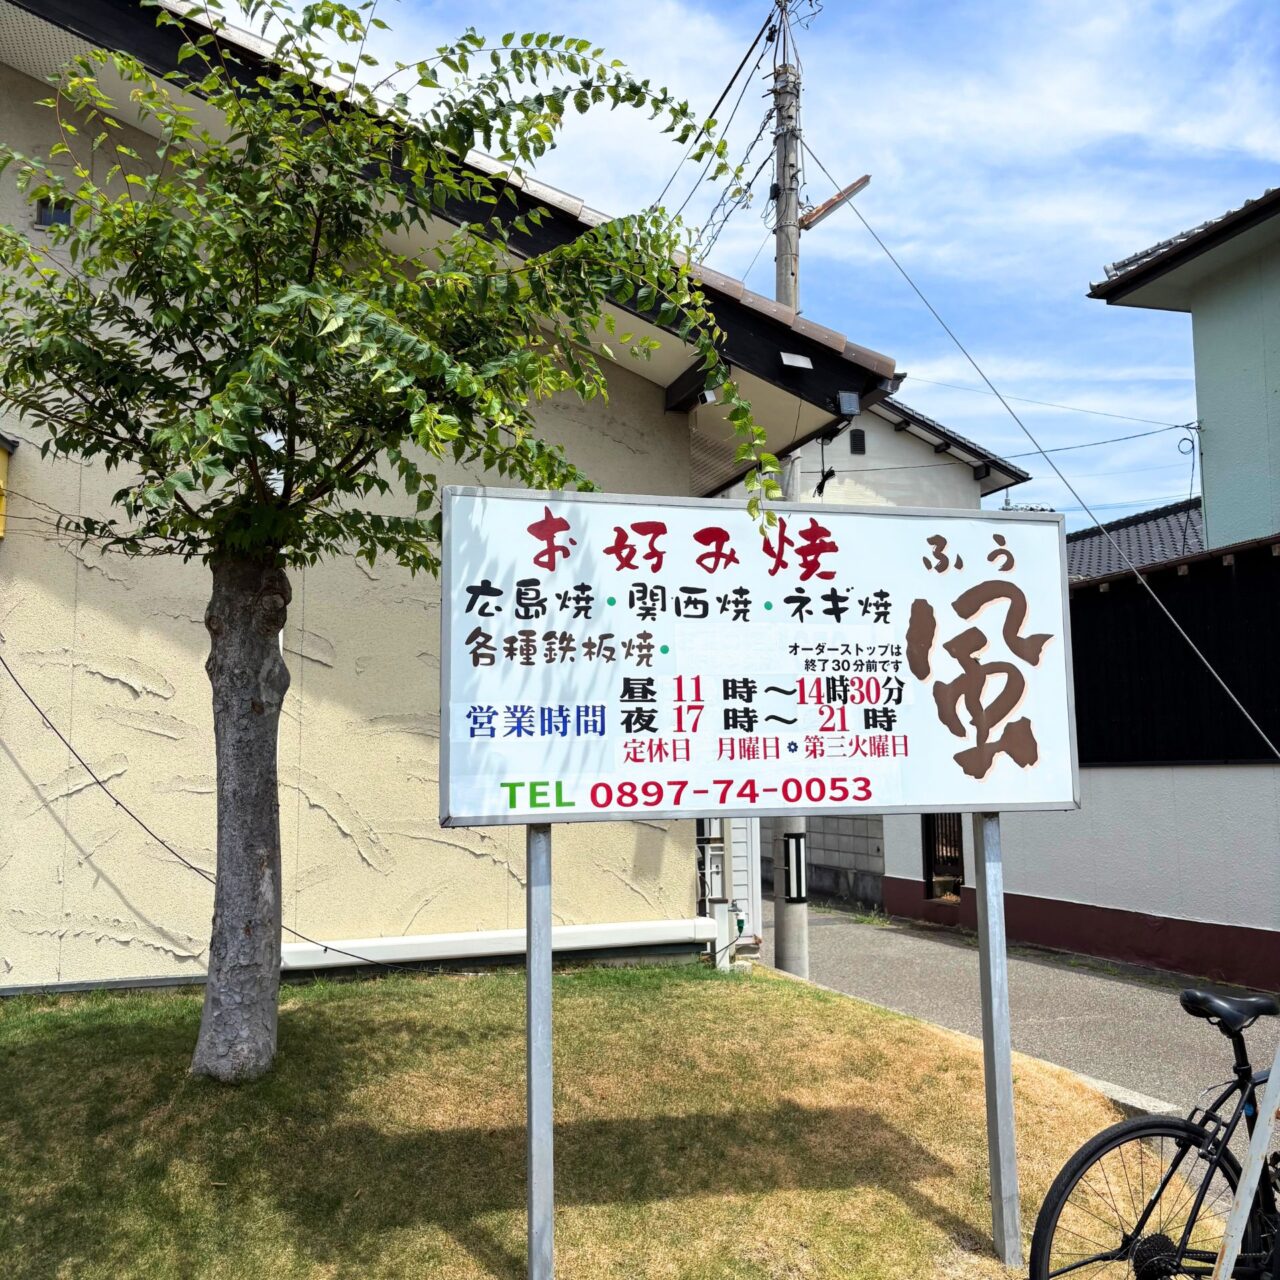 お好み焼
ふう
風
広島焼・関西焼・ネギ焼
各種鉄板焼・
オーダーストップは
終了30分前です
営業時間
昼 11 時～14時30分
夜 17 時～ 21 時
定休日 月曜日・第三火曜日
TEL 0897-74-0053